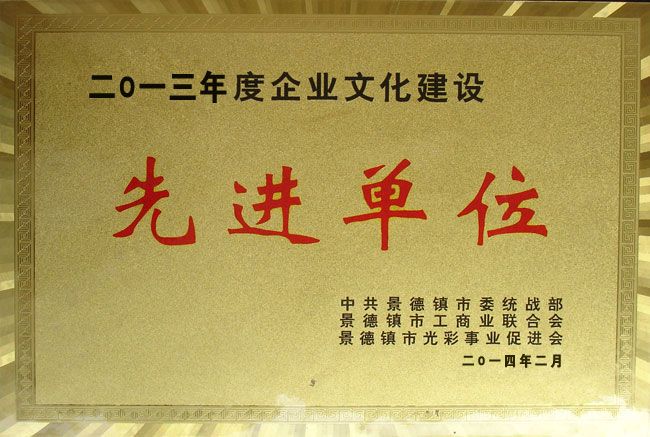 二〇一三年度企业文化建设
先进单位
中共景德镇市委统战部
景德镇市工商业联合会
景德镇市光彩事业促进会
二〇一四年二月